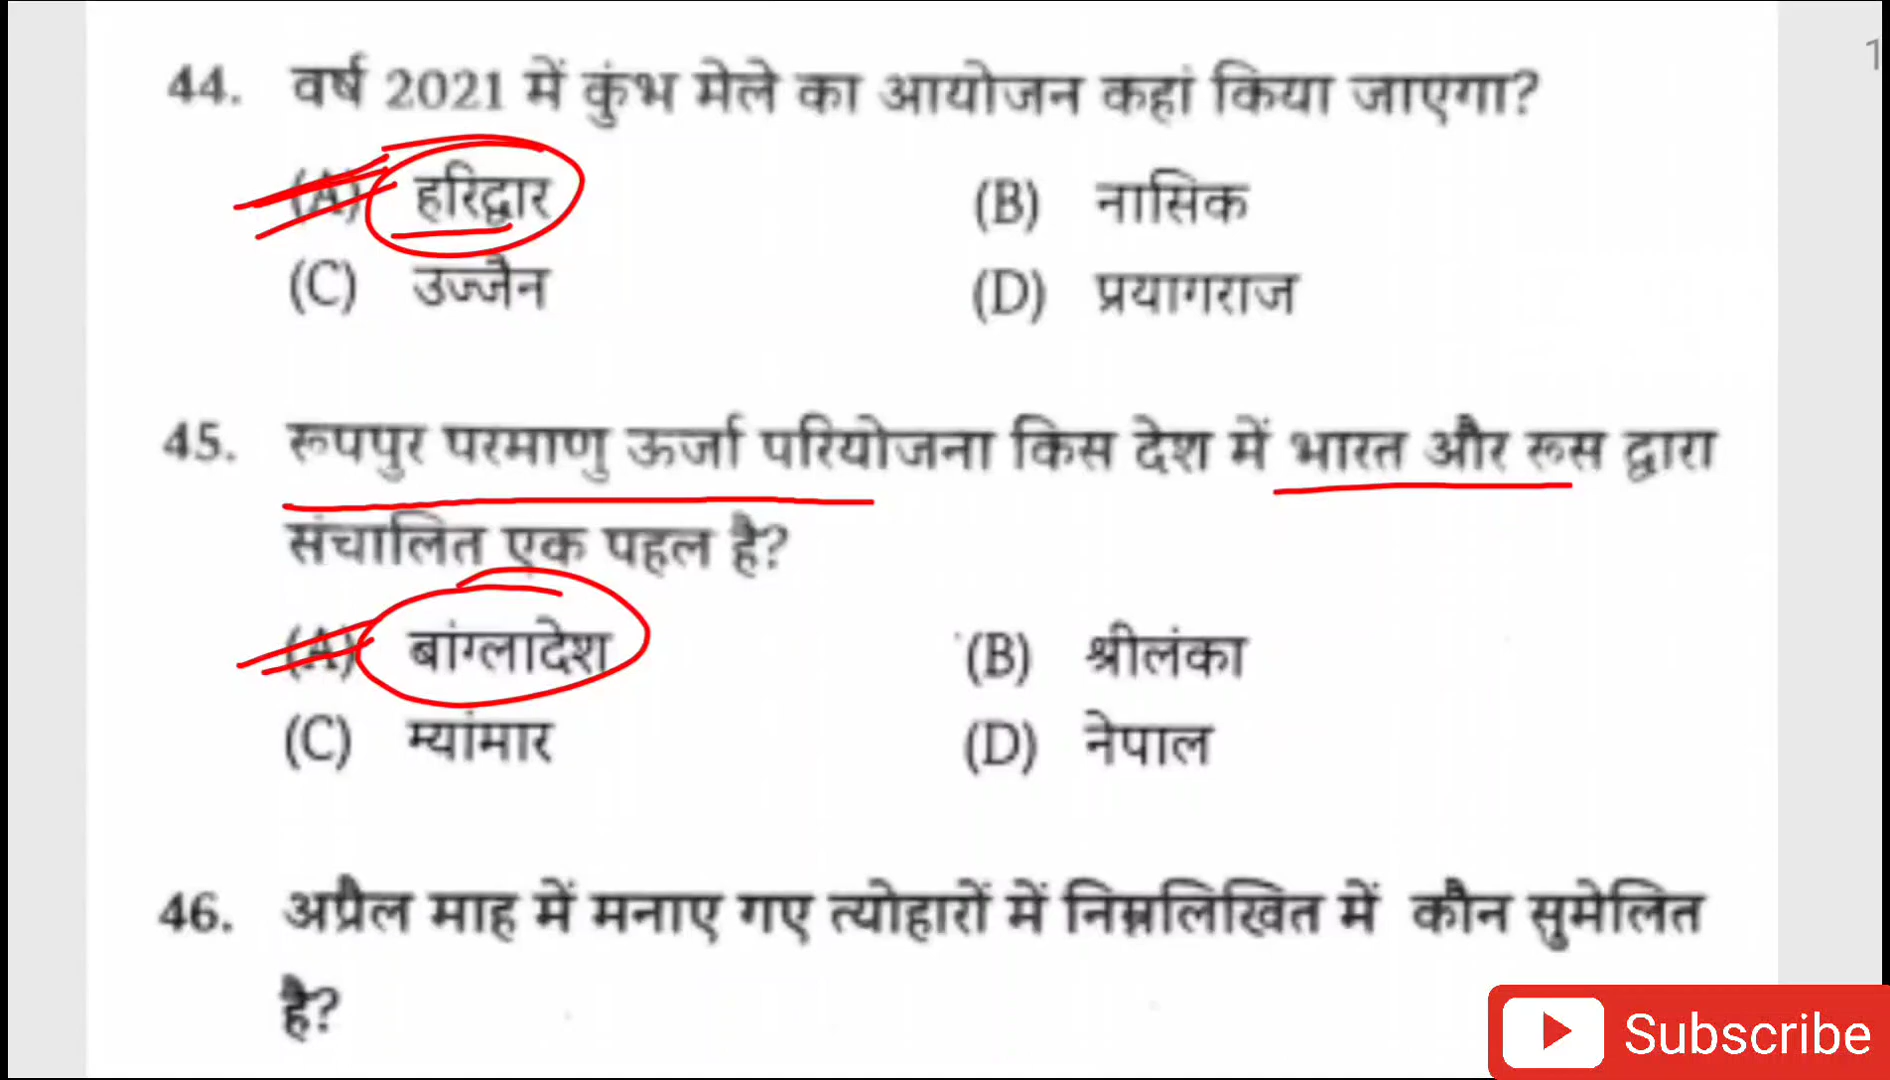 44. वर्ष 2021 में कुंभ मेले का आयोजन कहां किया जाएगा?
(A) हरिद्वार (B) नासिक
(C) उज्जैन (D) प्रयागराज
45. रूपपुर परमाणु ऊर्जा परियोजना किस देश में भारत और रूस द्वारा
संचालित एक पहल है?
(A) बांग्लादेश (B) श्रीलंका
(C) म्यांमार (D) नेपाल
46. अप्रैल माह में मनाए गए त्योहारों में निम्नलिखित में कौन सुमेलित
है?
Subscribe